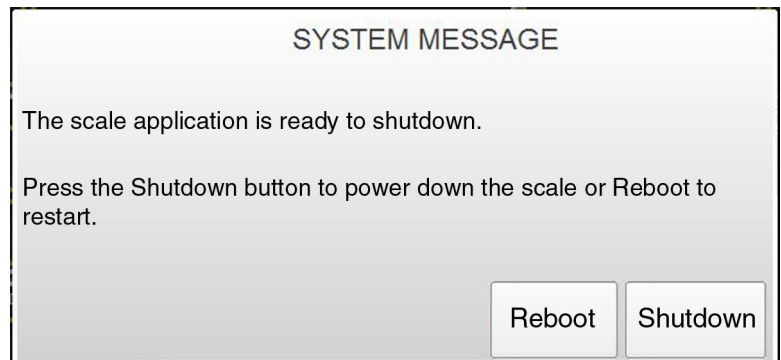 SYSTEM MESSAGE
The scale application is ready to shutdown.
Press the Shutdown button to power down the scale or Reboot to
restart.
Reboot
Shutdown